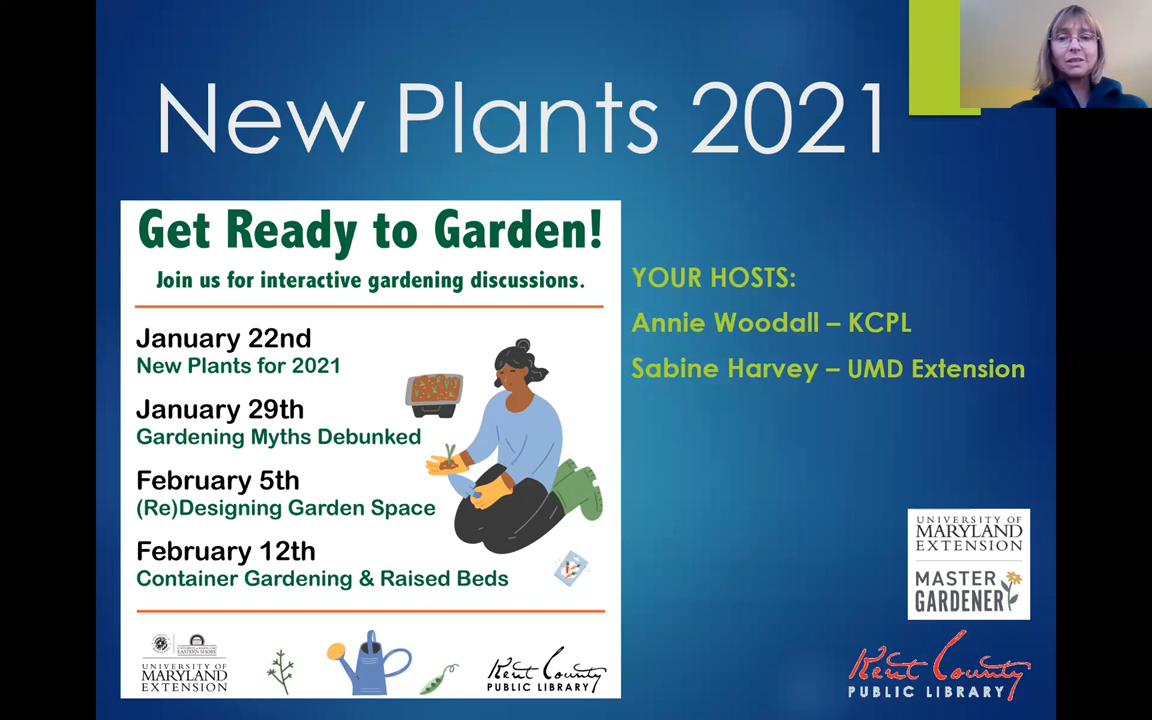 New Plants 2021
Get Ready to Garden!
Join us for interactive gardening discussions.
January 22nd
New Plants for 2021
January 29th
Gardening Myths Debunked
February 5th
(Re)Designing Garden Space
February 12th
Container Gardening & Raised Beds
UNIVERSITY OF
MARYLAND
EXTENSION
Kent County
PUBLIC LIBRARY
YOUR HOSTS:
Annie Woodall – KCPL
Sabine Harvey – UMD Extension
UNIVERSITY OF
MARYLAND
EXTENSION
MASTER
GARDENER
Kent County
PUBLIC LIBRARY